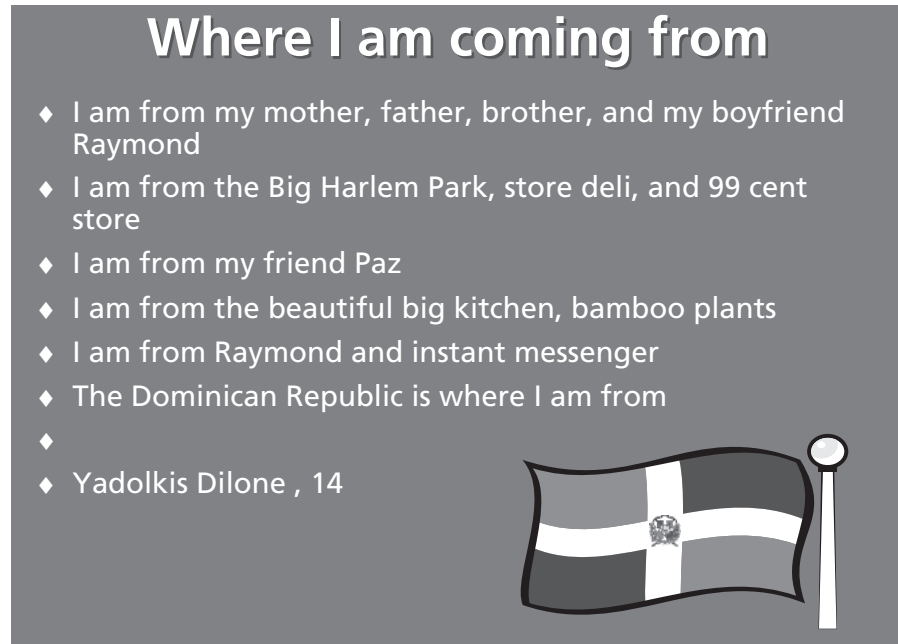 Where I am coming from
♦ I am from my mother, father, brother, and my boyfriend
Raymond
♦ I am from the Big Harlem Park, store deli, and 99 cent
store
♦ I am from my friend Paz
♦ I am from the beautiful big kitchen, bamboo plants
♦ I am from Raymond and instant messenger
♦ The Dominican Republic is where I am from
♦
♦ Yadolkis Dilone , 14